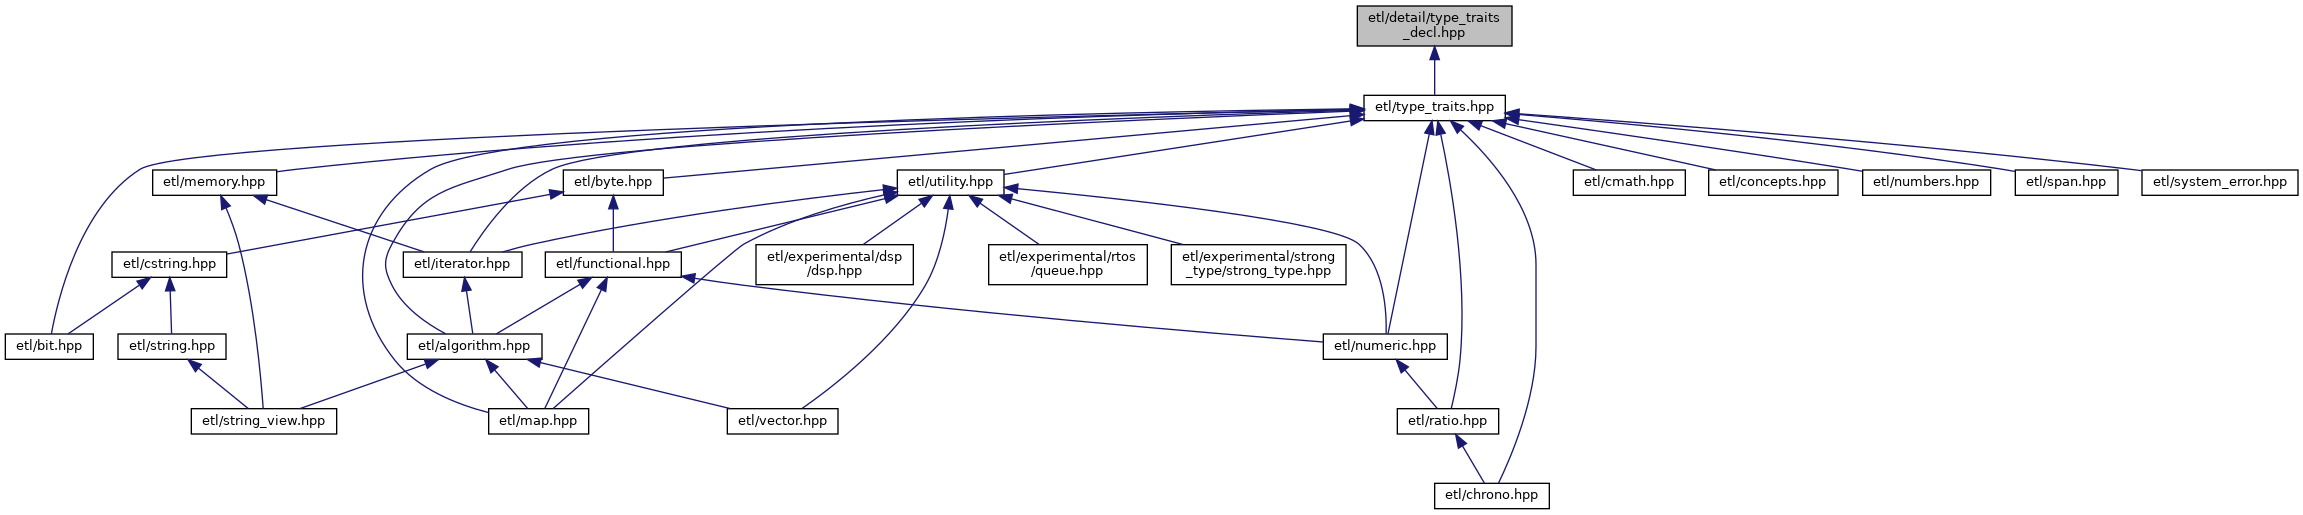 etl/detail/type_traits
_decl.hpp
etl/type_traits.hpp
etl/memory.hpp
etl/byte.hpp
etl/utility.hpp
etl/cmath.hpp
etl/concepts.hpp
etl/numbers.hpp
etl/span.hpp
etl/system_error.hpp
etl/cstring.hpp
etl/iterator.hpp
etl/functional.hpp
etl/experimental/dsp
/dsp.hpp
etl/experimental/rtos
/queue.hpp
etl/experimental/strong
_type/strong_type.hpp
etl/bit.hpp
etl/string.hpp
etl/algorithm.hpp
etl/numeric.hpp
etl/string_view.hpp
etl/map.hpp
etl/vector.hpp
etl/ratio.hpp
etl/chrono.hpp